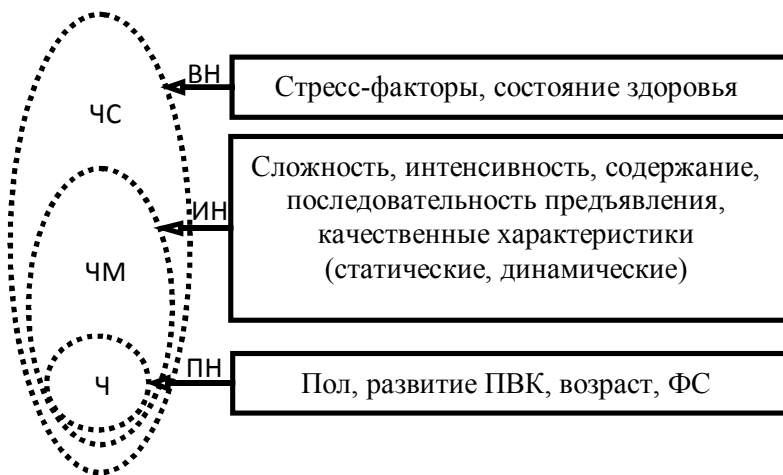 ВН
Стресс-факторы, состояние здоровья
ЧС
Сложность, интенсивность, содержание,
последовательность предъявления,
ИН
качественные характеристики
(статические, динамические)
ЧМ
ПН
Ч
Пол, развитие ПВК, возраст, ФС